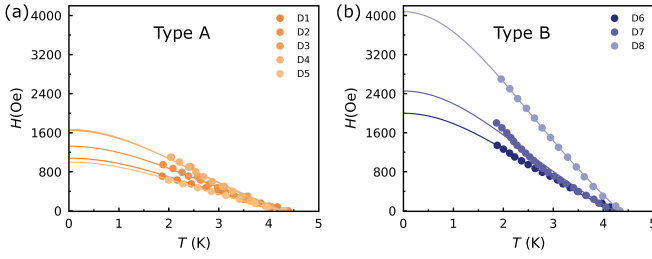 (a)
Type A
D1
D2
D3
D4
D5
H(Oe)
4000
3200
2400
1600
800
0
0 1 2 3 4 5
T (K)
(b)
Type B
D6
D7
D8
H(Oe)
4000
3200
2400
1600
800
0
0 1 2 3 4 5
T (K)